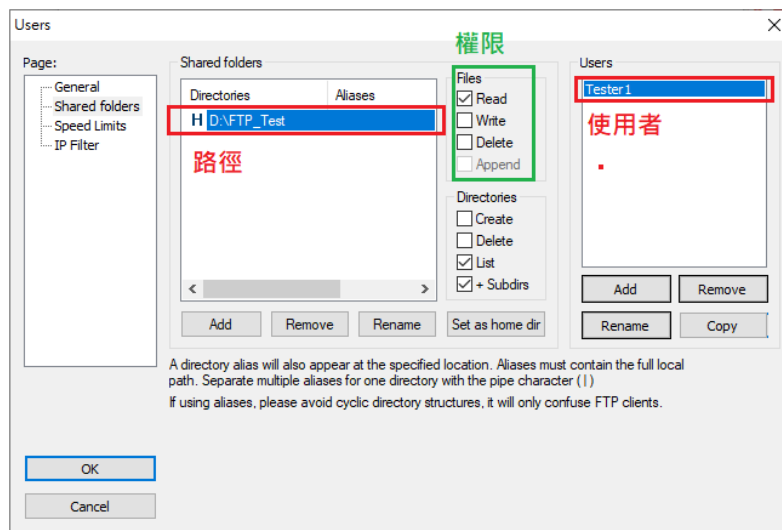 Users
Page:
General
Shared folders
Speed Limits
IP Filter
OK
Cancel
Shared folders
Directories Aliases
H D:\FTP_Test
路徑
Add Remove Rename Set as home dir
權限
Files
Read
Write
Delete
Append
Directories
Create
Delete
List
+ Subdirs
Users
Tester1
使用者
Add Remove
Rename Copy
A directory alias will also appear at the specified location. Aliases must contain the full local
path. Separate multiple aliases for one directory with the pipe character (|)
If using aliases, please avoid cyclic directory structures, it will only confuse FTP clients.